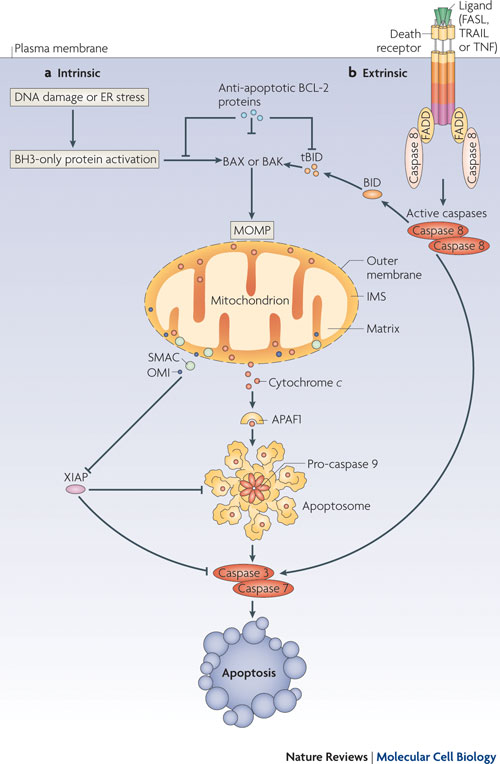 Plasma membrane
Death
receptor
Ligand
(FASL,
TRAIL
or TNF)
a Intrinsic
b Extrinsic
DNA damage or ER stress
Anti-apoptotic BCL-2
proteins
FADD
FADD
Caspase 8
Caspase 8
BH3-only protein activation
BAX or BAK
tBID
BID
Active caspases
Caspase 8
Caspase 8
MOMP
Outer
membrane
Mitochondrion
IMS
Matrix
SMAC
OMI
Cytochrome c
APAF1
XIAP
Pro-caspase 9
Apoptosome
Caspase 3
Caspase 7
Apoptosis
Nature Reviews | Molecular Cell Biology